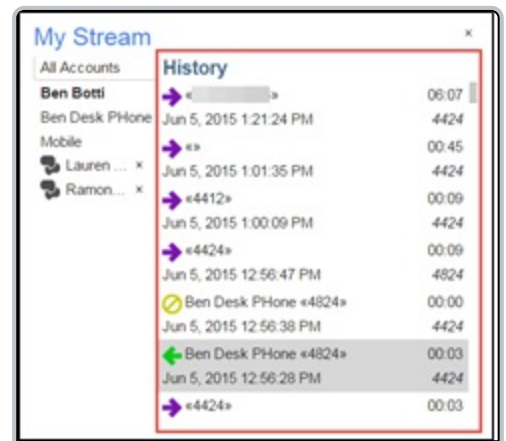 My Stream ×
All Accounts
Ben Botti
Ben Desk PHone
Mobile
Lauren ... ×
Ramon... ×
History
« » 06:07
Jun 5, 2015 1:21:24 PM 4424
«» 00:45
Jun 5, 2015 1:01:35 PM 4424
«4412» 00:09
Jun 5, 2015 1:00:09 PM 4424
«4424» 00:09
Jun 5, 2015 12:56:47 PM 4824
Ben Desk PHone «4824» 00:00
Jun 5, 2015 12:56:38 PM 4424
Ben Desk PHone «4824» 00:03
Jun 5, 2015 12:56:28 PM 4424
«4424» 00:03